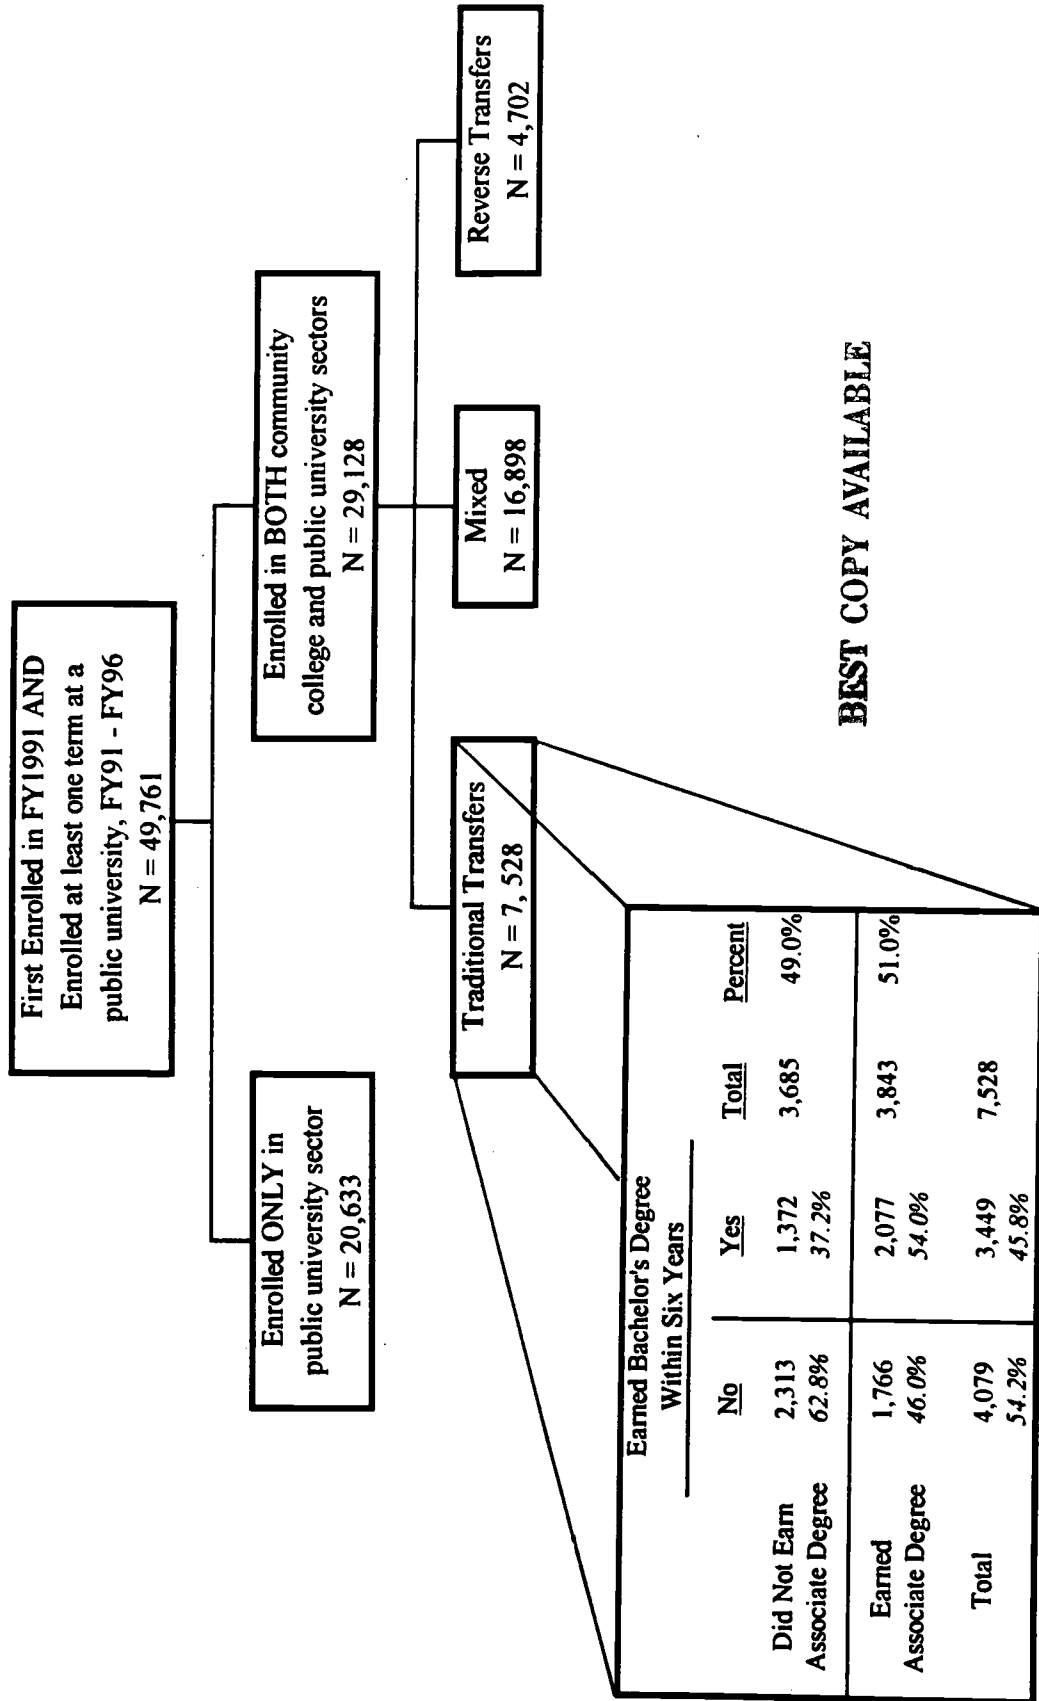 First Enrolled in FY1991 AND
Enrolled at least one term at a
public university, FY91 - FY96
N = 49,761
Enrolled ONLY in
public university sector
N = 20,633
Enrolled in BOTH community
college and public university sectors
N = 29,128
Traditional Transfers
N = 7, 528
Mixed
N = 16,898
Reverse Transfers
N = 4,702
Earned Bachelor's Degree
Within Six Years
No Yes Total Percent
Did Not Earn 2,313 1,372 3,685 49.0%
Associate Degree 62.8% 37.2%
Earned 1,766 2,077 3,843 51.0%
Associate Degree 46.0% 54.0%
Total 4,079 3,449 7,528
54.2% 45.8%
BEST COPY AVAILABLE